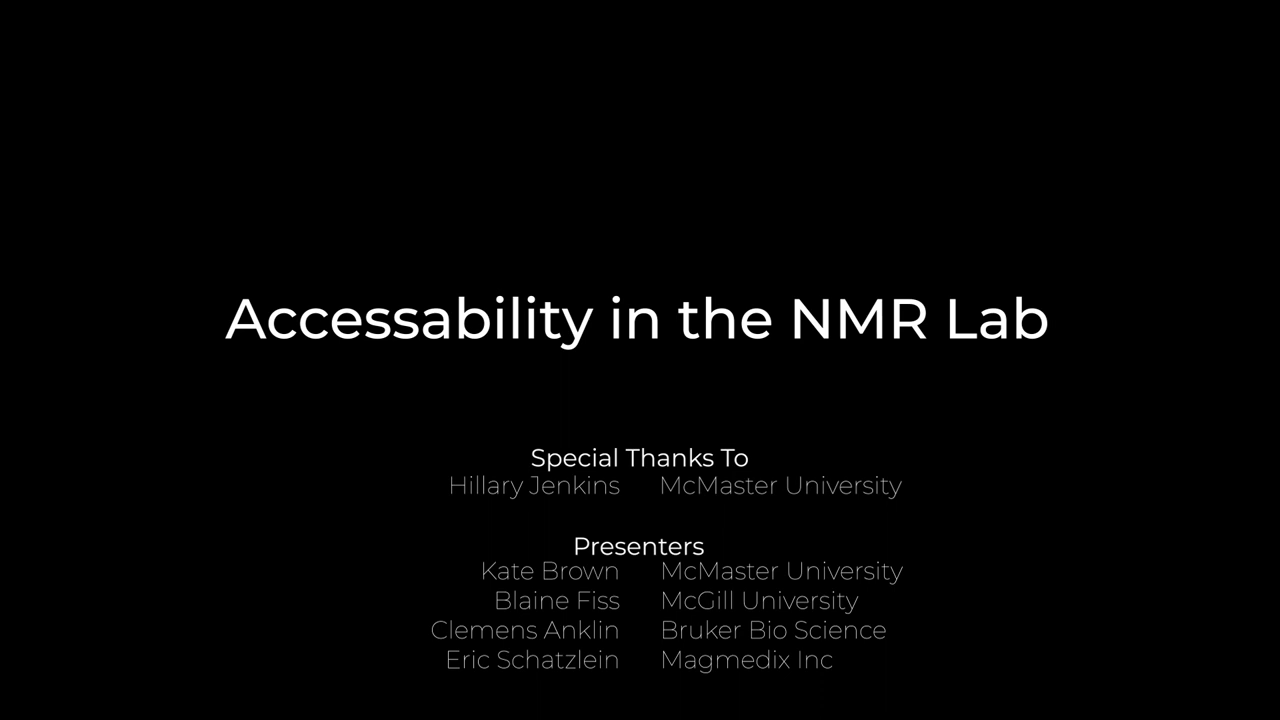 Accessability in the NMR Lab
Special Thanks To
Hillary Jenkins McMaster University
Presenters
Kate Brown McMaster University
Blaine Fiss McGill University
Clemens Anklin Bruker Bio Science
Eric Schatzlein Magmedix Inc